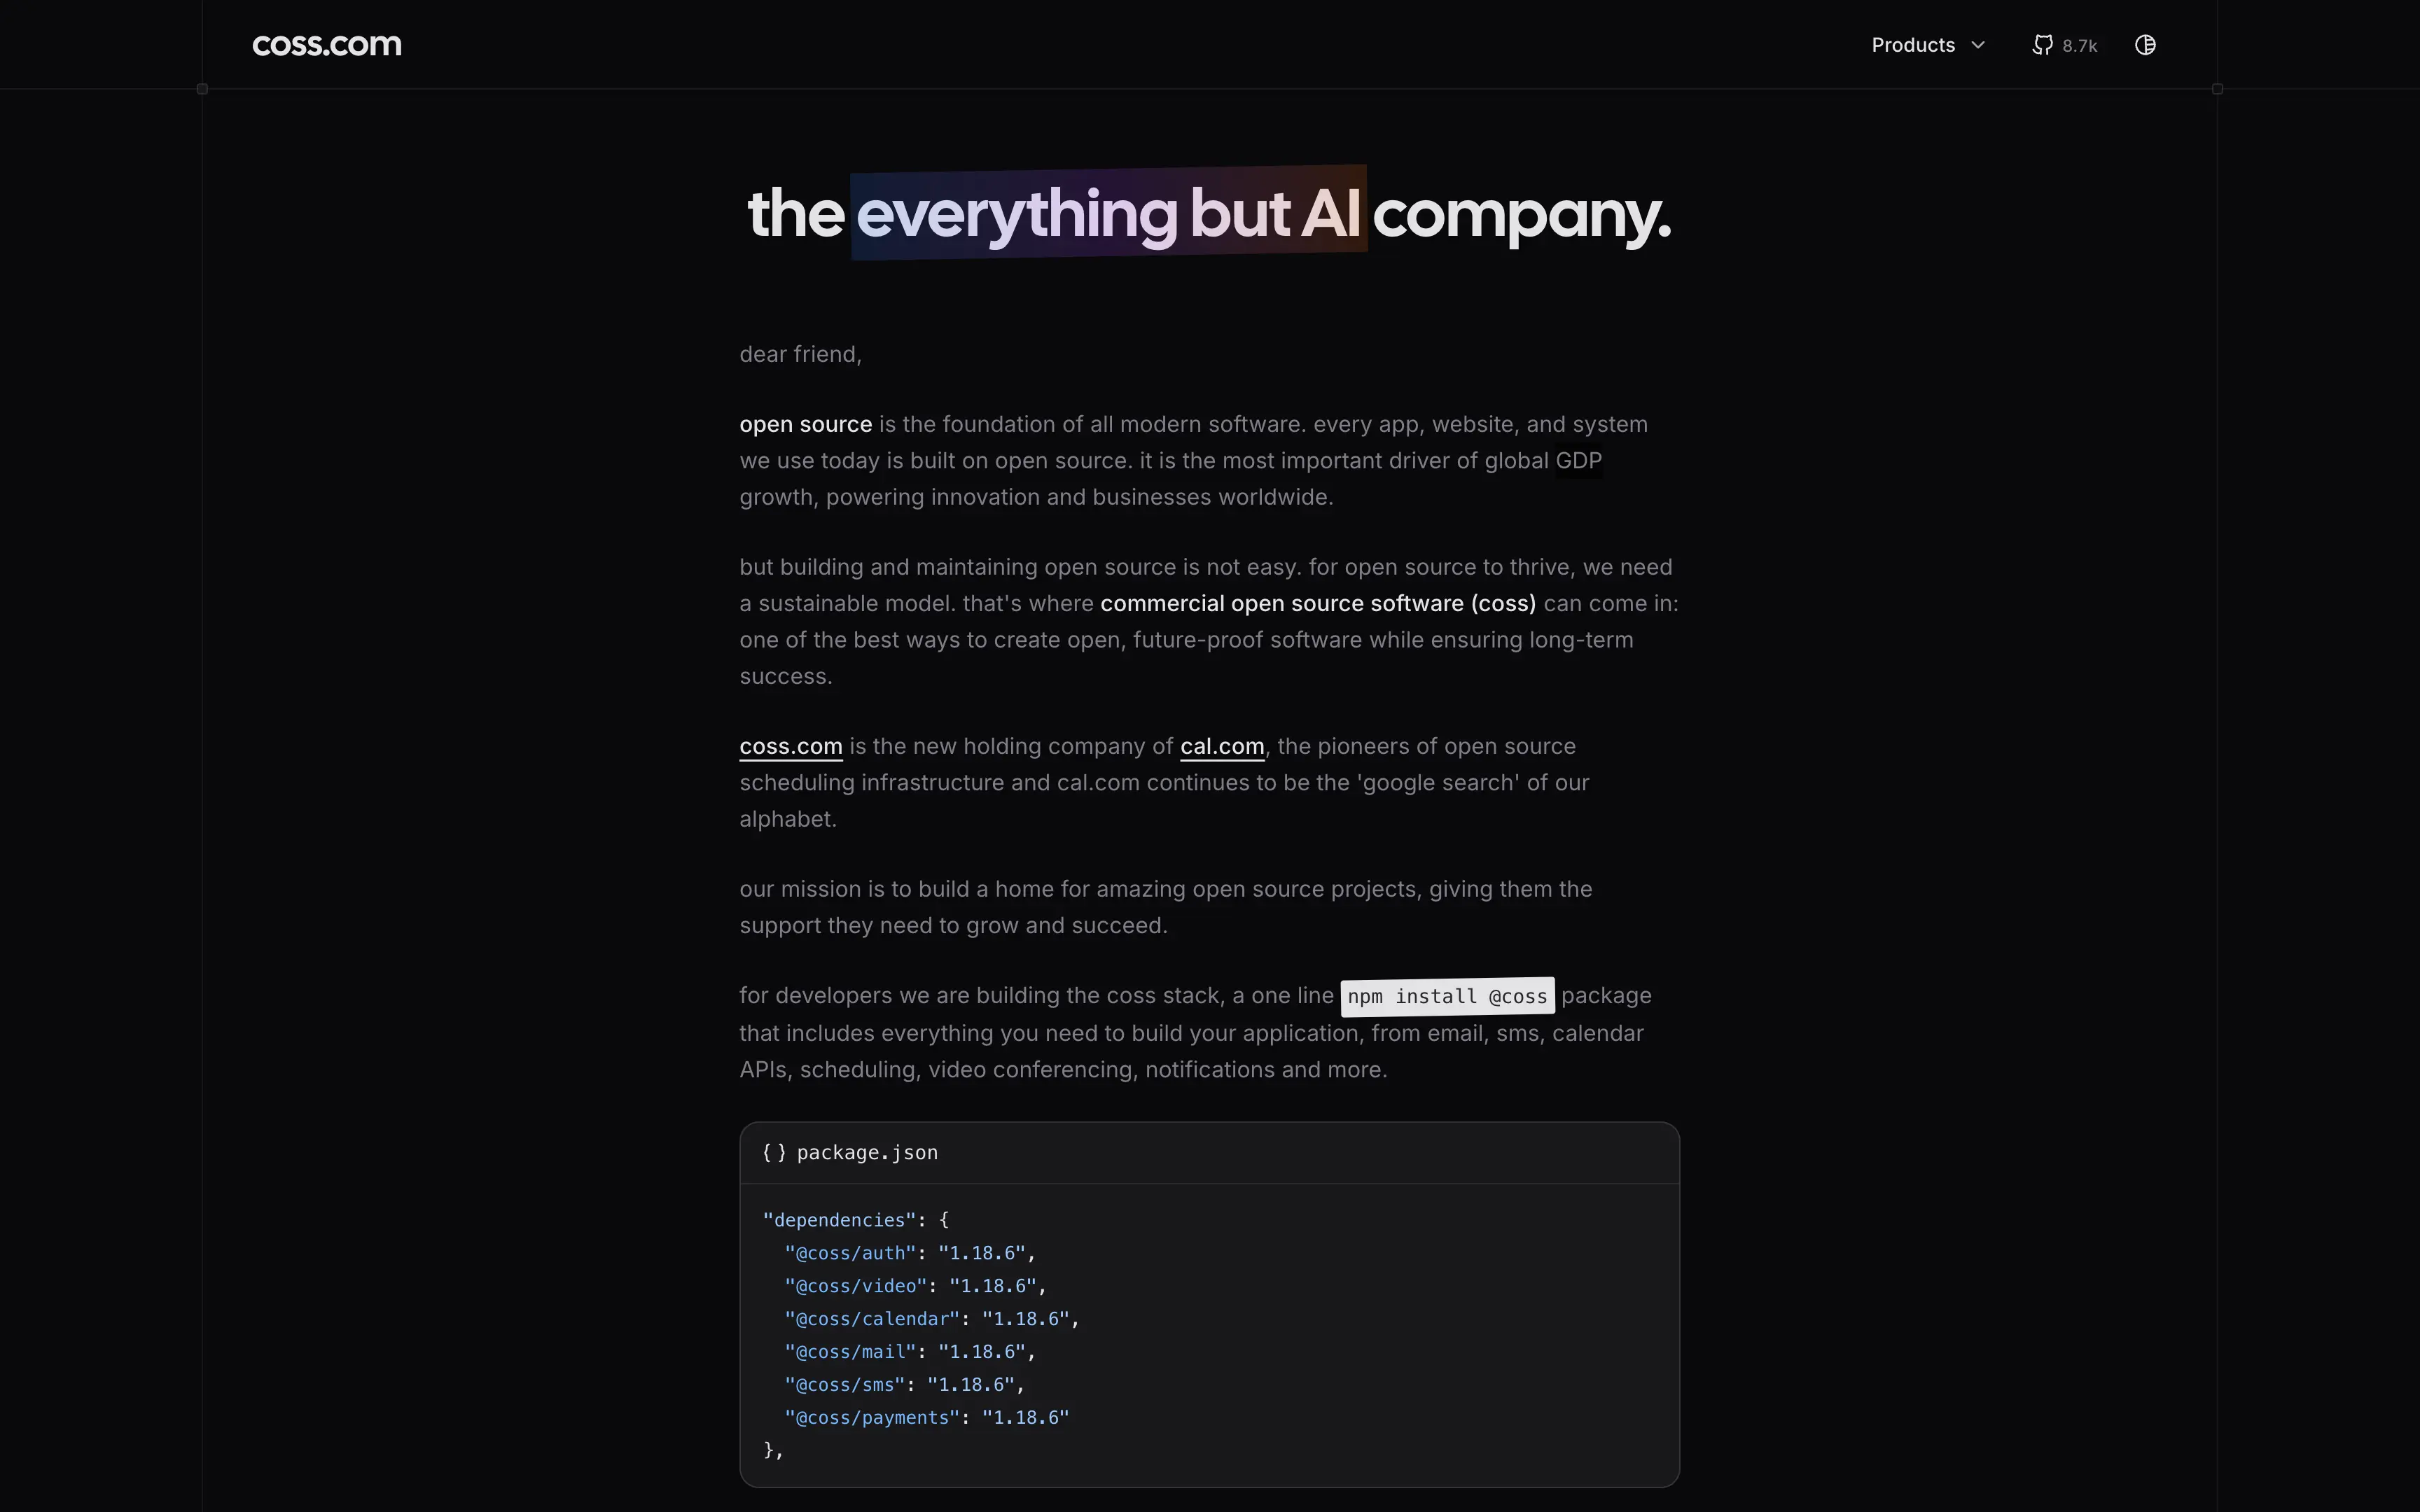 coss.com
Products
8.7k
the everything but AI company.
dear friend,
open source is the foundation of all modern software. every app, website, and system
we use today is built on open source. it is the most important driver of global GDP
growth, powering innovation and businesses worldwide.
but building and maintaining open source is not easy. for open source to thrive, we need
a sustainable model. that's where commercial open source software (coss) can come in:
one of the best ways to create open, future-proof software while ensuring long-term
success.
coss.com is the new holding company of cal.com, the pioneers of open source
scheduling infrastructure and cal.com continues to be the 'google search' of our
alphabet.
our mission is to build a home for amazing open source projects, giving them the
support they need to grow and succeed.
for developers we are building the coss stack, a one line npm install @coss package
that includes everything you need to build your application, from email, sms, calendar
APIs, scheduling, video conferencing, notifications and more.
{} package.json
"dependencies": {
"@coss/auth": "1.18.6",
"@coss/video": "1.18.6",
"@coss/calendar": "1.18.6",
"@coss/mail": "1.18.6",
"@coss/sms": "1.18.6",
"@coss/payments": "1.18.6"
},